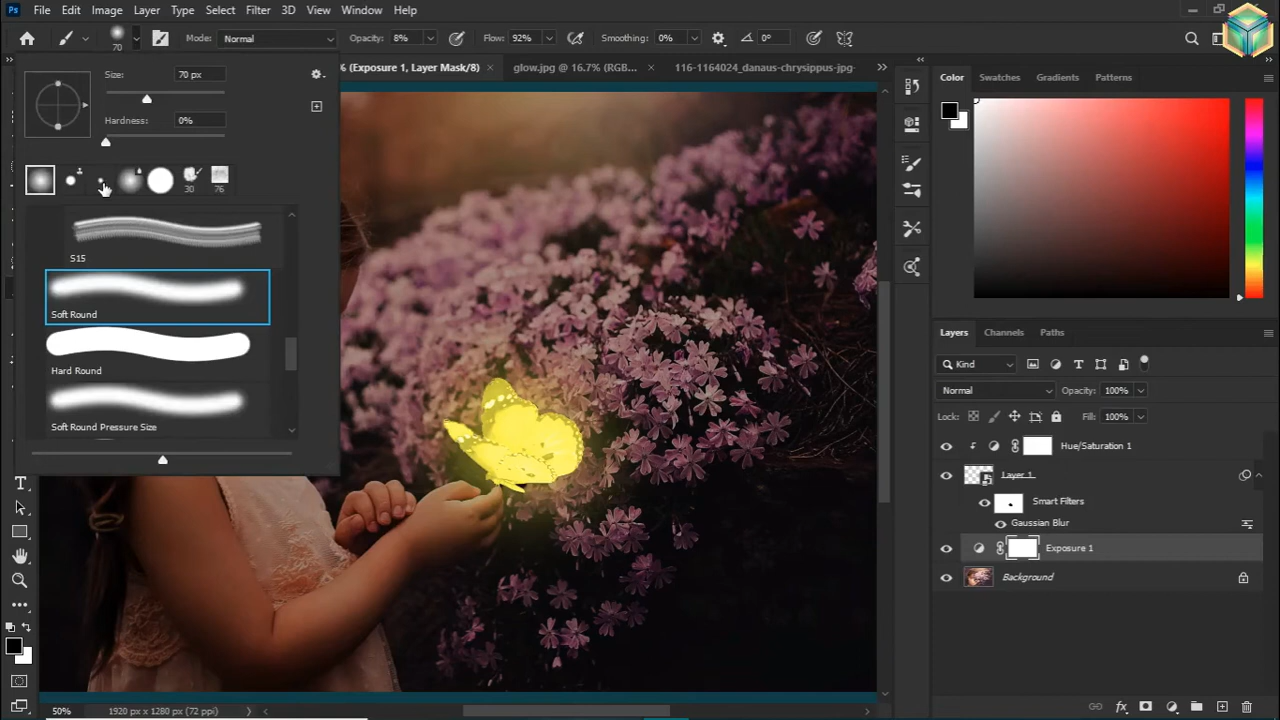 Ps File Edit Image Layer Type Select Filter 3D View Window Help
70 Mode: Normal Opacity: 8% Flow: 92% Smoothing: 0% 0°
% (Exposure 1, Layer Mask/8) × glow.jpg @ 16.7% (RGB... × 116-1164024_danaus-chrysippus-jpg-
Size: 70 px
Hardness: 0%
30 76
S15
Soft Round
Hard Round
Soft Round Pressure Size
Color Swatches Gradients Patterns
Layers Channels Paths
Kind
Normal Opacity: 100%
Lock: Fill: 100%
Hue/Saturation 1
Layer 1
Smart Filters
Gaussian Blur
Exposure 1
Background
T
50% 1920 px x 1280 px (72 ppi)